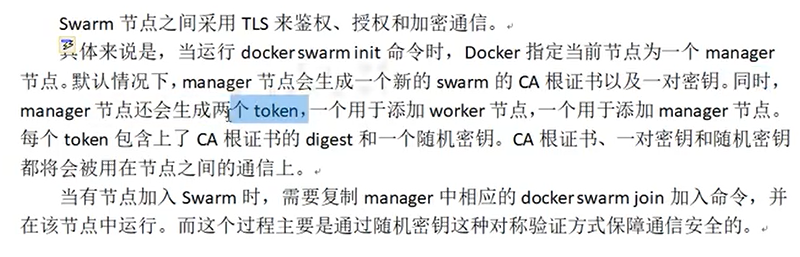 Swarm 节点之间采用 TLS 来鉴权、授权和加密通信。
具体来说是，当运行 docker swarm init 命令时，Docker 指定当前节点为一个 manager
节点。默认情况下，manager 节点会生成一个新的 swarm 的 CA 根证书以及一对密钥。同时，
manager 节点还会生成两个 token，一个用于添加 worker 节点，一个用于添加 manager 节点。
每个 token 包含上了 CA 根证书的 digest 和一个随机密钥。CA 根证书、一对密钥和随机密钥
都将会被用在节点之间的通信上。
当有节点加入 Swarm 时，需要复制 manager 中相应的 docker swarm join 加入命令，并
在该节点中运行。而这个过程主要是通过随机密钥这种对称验证方式保障通信安全的。